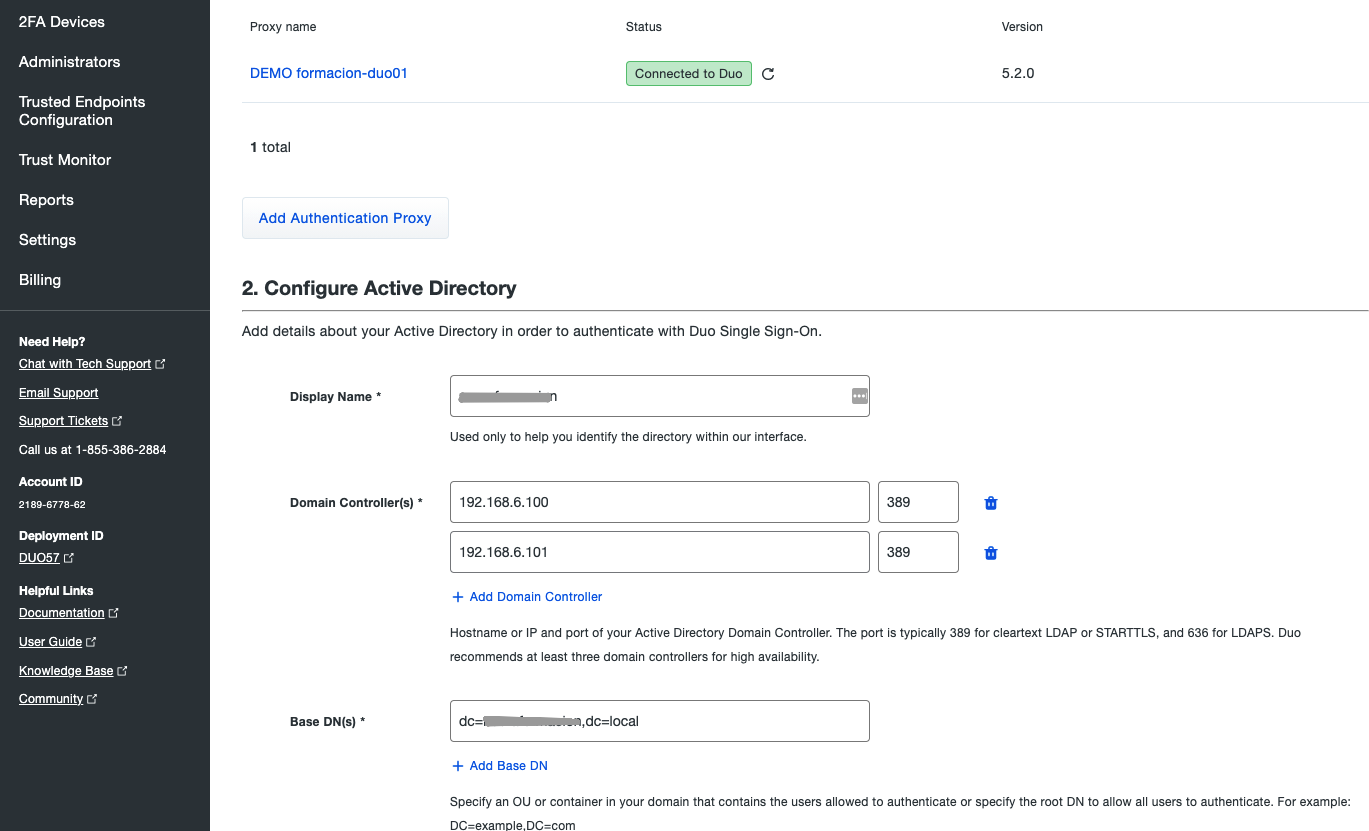 2FA Devices
Administrators
Trusted Endpoints
Configuration
Trust Monitor
Reports
Settings
Billing
Need Help?
Chat with Tech Support
Email Support
Support Tickets
Call us at 1-855-386-2884
Account ID
2189-6778-62
Deployment ID
DUO57
Helpful Links
Documentation
User Guide
Knowledge Base
Community
Proxy name Status Version
DEMO formacion-duo01 Connected to Duo 5.2.0
1 total
Add Authentication Proxy
2. Configure Active Directory
Add details about your Active Directory in order to authenticate with Duo Single Sign-On.
Display Name *
Used only to help you identify the directory within our interface.
Domain Controller(s) * 192.168.6.100 389
192.168.6.101 389
+ Add Domain Controller
Hostname or IP and port of your Active Directory Domain Controller. The port is typically 389 for cleartext LDAP or STARTTLS, and 636 for LDAPS. Duo
recommends at least three domain controllers for high availability.
Base DN(s) * dc= ,dc=local
+ Add Base DN
Specify an OU or container in your domain that contains the users allowed to authenticate or specify the root DN to allow all users to authenticate. For example:
DC=example,DC=com